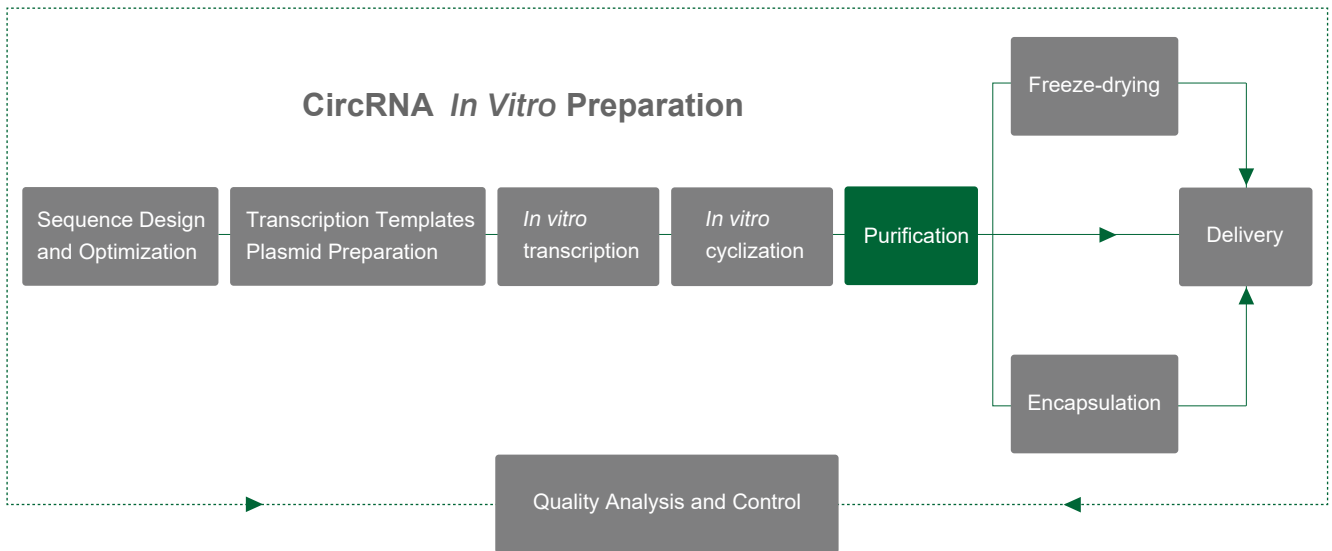 CircRNA In Vitro Preparation
Freeze-drying
Sequence Design
and Optimization
Transcription Templates
Plasmid Preparation
In vitro
transcription
In vitro
cyclization
Purification
Delivery
Encapsulation
Quality Analysis and Control